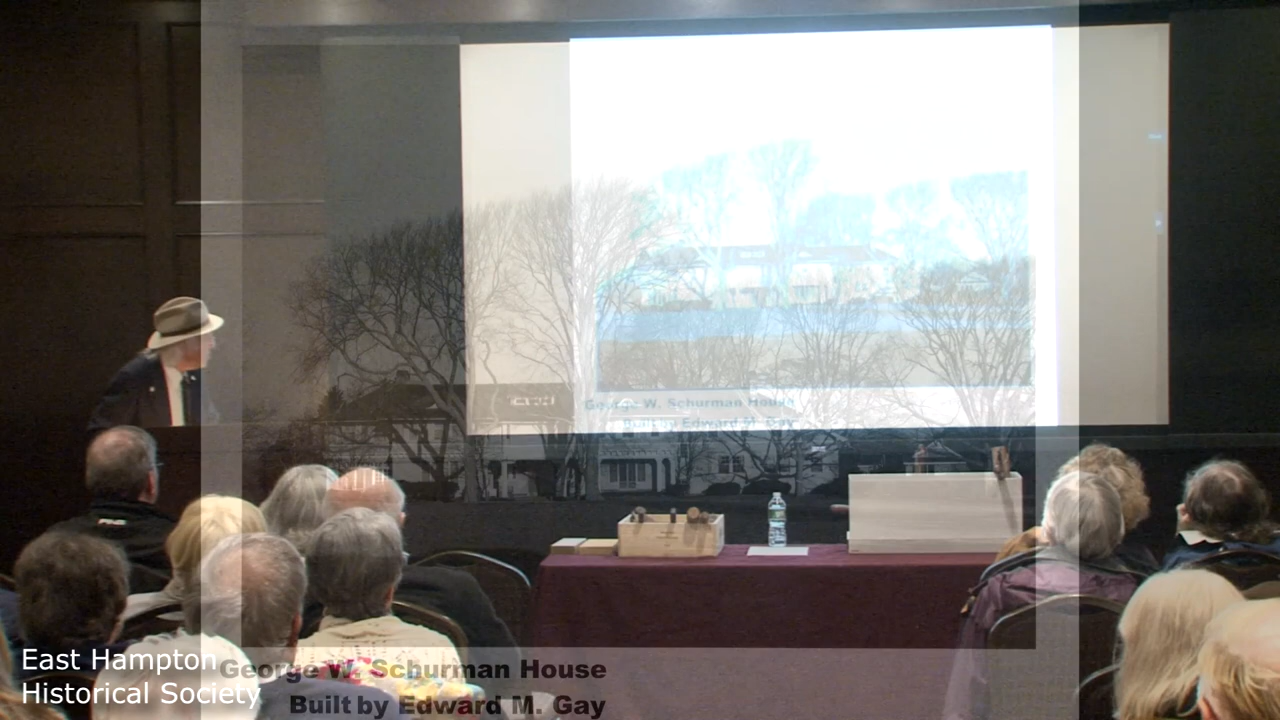 George W. Schurman House
Built by Edward M. Gay
East Hampton
Historical Society
George W. Schurman House
Built by Edward M. Gay